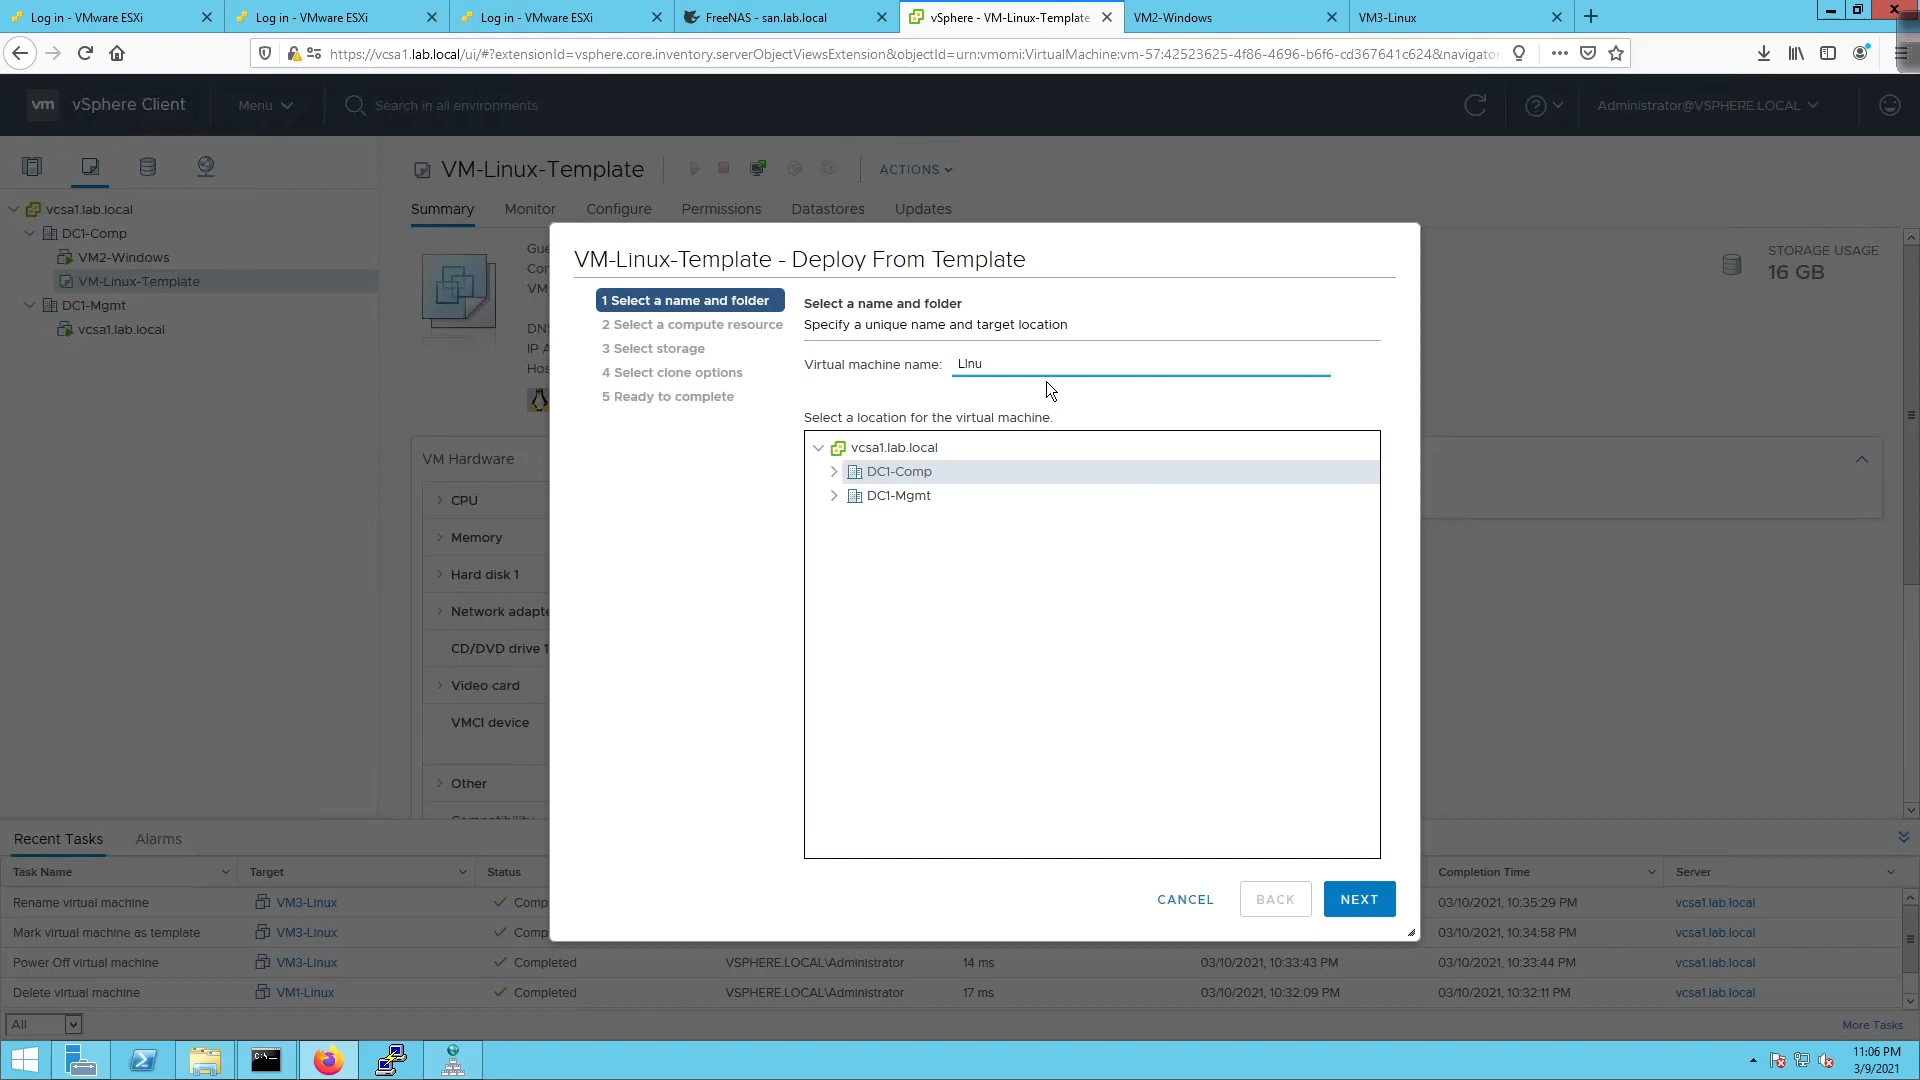 Log in - VMware ESXi
Log in - VMware ESXi
Log in - VMware ESXi
FreeNAS - san.lab.local
vSphere - VM-Linux-Template
VM2-Windows
VM3-Linux
https://vcsa1.lab.local/ui/#?extensionId=vsphere.core.inventory.serverObjectViewsExtension&objectId=urn:vmomi:VirtualMachine:vm-57:42523625-4f86-4696-b6f6-cd367641c624&navigator
vm vSphere Client
Menu
Search in all environments
Administrator@VSPHERE.LOCAL
VM-Linux-Template
ACTIONS
Summary Monitor Configure Permissions Datastores Updates
vcsa1.lab.local
DC1-Comp
VM2-Windows
VM-Linux-Template
DC1-Mgmt
vcsa1.lab.local
STORAGE USAGE
16 GB
VM-Linux-Template - Deploy From Template
1 Select a name and folder
2 Select a compute resource
3 Select storage
4 Select clone options
5 Ready to complete
Select a name and folder
Specify a unique name and target location
Virtual machine name: LInu
Select a location for the virtual machine.
vcsa1.lab.local
DC1-Comp
DC1-Mgmt
CANCEL BACK NEXT
VM Hardware
CPU
Memory
Hard disk 1
CD/DVD drive 1
Video card
VMCI device
Other
Recent Tasks Alarms
Task Name Target Status Completion Time Server
Rename virtual machine VM3-Linux Comp 03/10/2021, 10:35:29 PM vcsa1.lab.local
Mark virtual machine as template VM3-Linux Comp 03/10/2021, 10:34:58 PM vcsa1.lab.local
Power Off virtual machine VM3-Linux Completed VSPHERE.LOCAL\Administrator 14 ms 03/10/2021, 10:33:43 PM 03/10/2021, 10:33:44 PM vcsa1.lab.local
Delete virtual machine VM1-Linux Completed VSPHERE.LOCAL\Administrator 17 ms 03/10/2021, 10:32:09 PM 03/10/2021, 10:32:11 PM vcsa1.lab.local
All
More Tasks
11:06 PM
3/9/2021